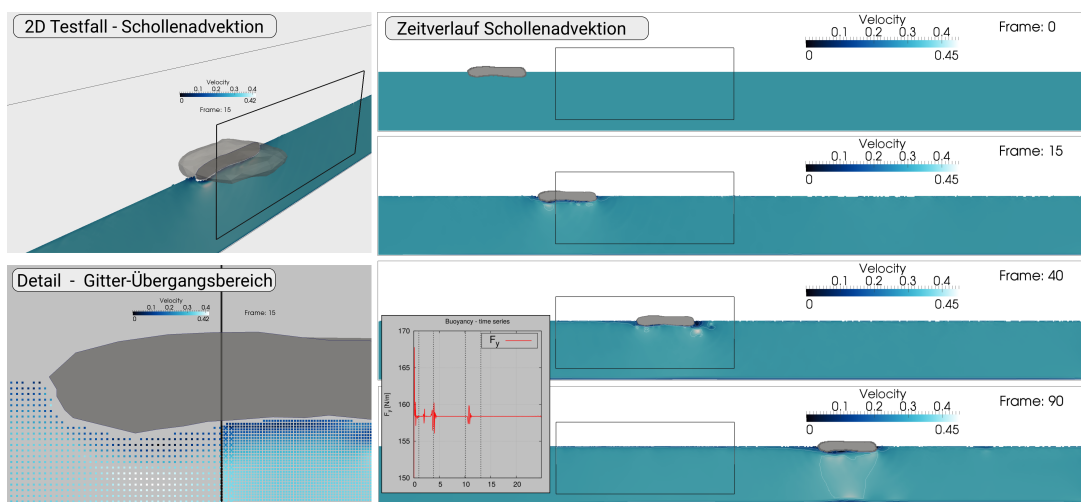 2D Testfall - Schollenadvektion
Velocity
0.1 0.2 0.3 0.4
0 0.42
Frame: 15
Detail - Gitter-Übergangsbereich
Velocity
0.1 0.2 0.3 0.4
0 0.42
Frame: 15
Zeitverlauf Schollenadvektion
Velocity
0.1 0.2 0.3 0.4
0 0.45
Frame: 0
Velocity
0.1 0.2 0.3 0.4
0 0.45
Frame: 15
Velocity
0.1 0.2 0.3 0.4
0 0.45
Frame: 40
Buoyancy - time series
F_y
F_y [N/m]
170
165
160
155
150
0 5 10 15 20
Velocity
0.1 0.2 0.3 0.4
0 0.45
Frame: 90